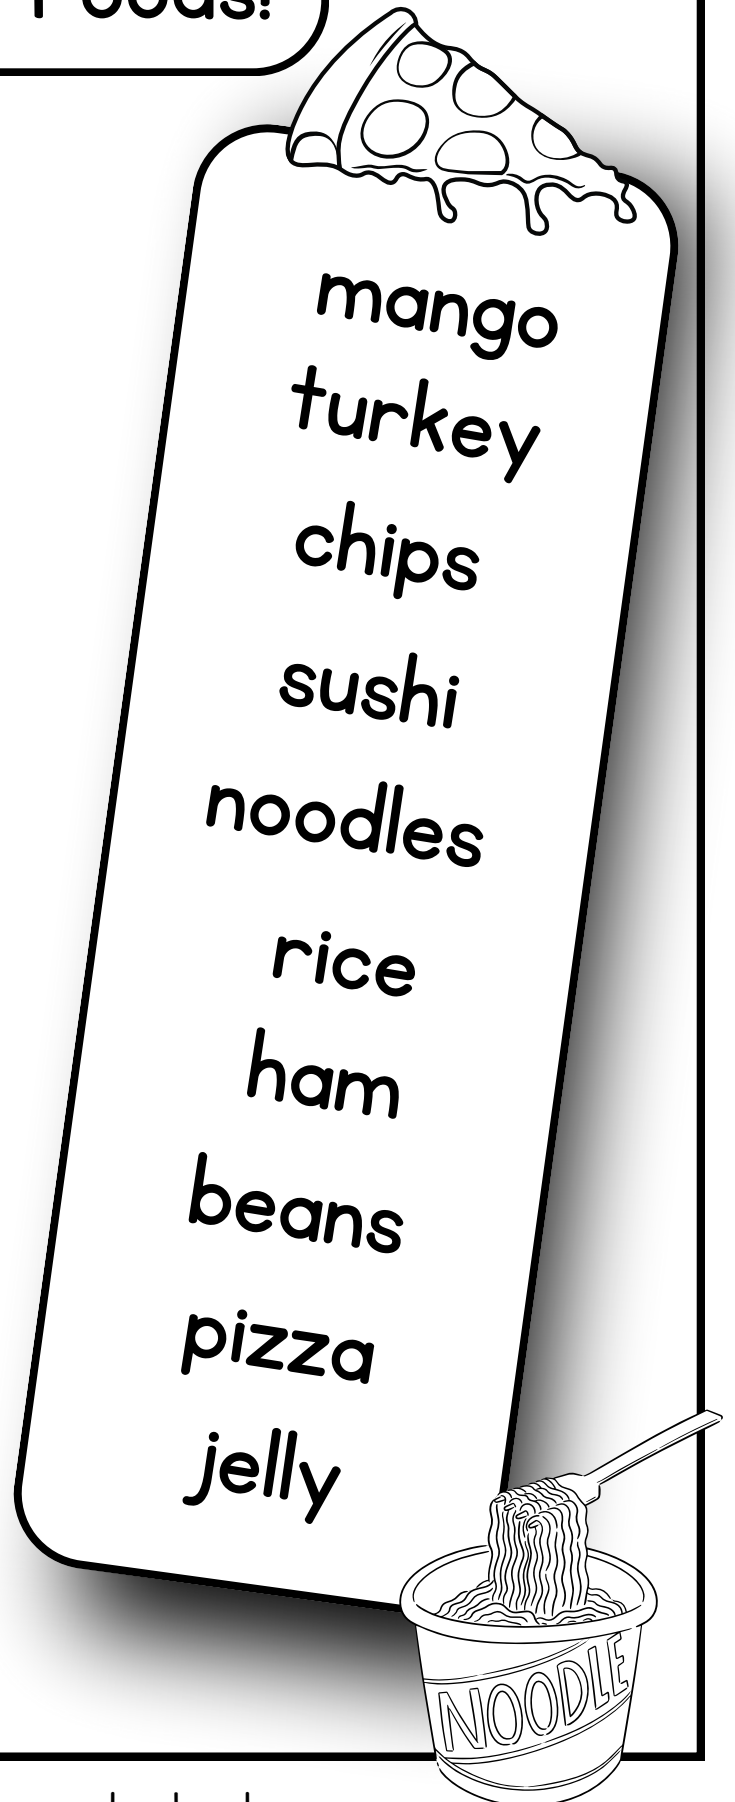 Foods!
mango
turkey
chips
sushi
noodles
rice
ham
beans
pizza
jelly
NOODLE